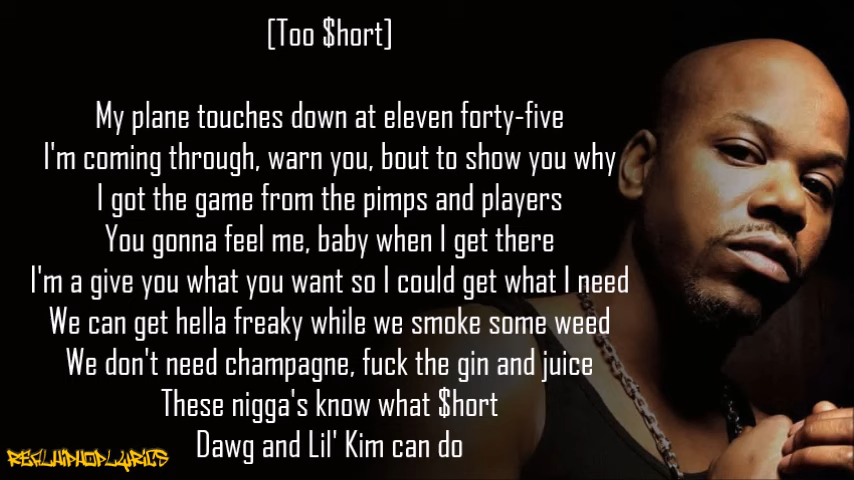 [Too $hort]
My plane touches down at eleven forty-five
I'm coming through, warn you, bout to show you why
I got the game from the pimps and players
You gonna feel me, baby when I get there
I'm a give you what you want so I could get what I need
We can get hella freaky while we smoke some weed
We don't need champagne, fuck the gin and juice
These nigga's know what $hort
Dawg and Lil' Kim can do
REALHIPHOPLYRICS